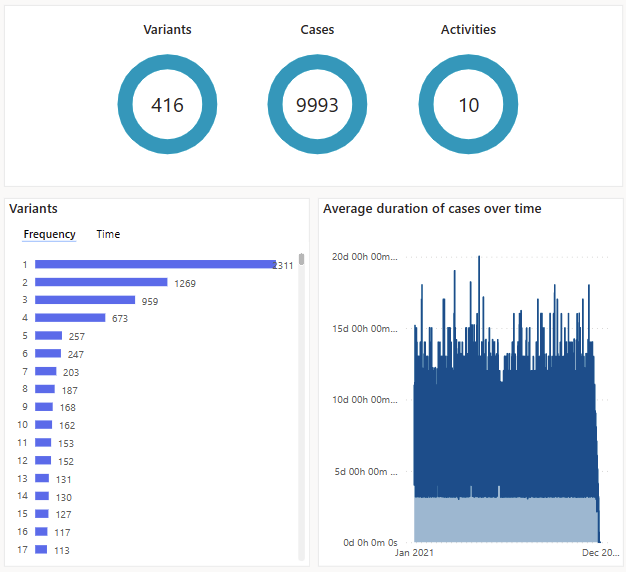 Variants Cases Activities
416 9993 10
Variants
Frequency Time
1 2311
2 1269
3 959
4 673
5 257
6 247
7 203
8 187
9 168
10 162
11 153
12 152
13 131
14 130
15 127
16 117
17 113
Average duration of cases over time
20d 00h 00m...
15d 00h 00m...
10d 00h 00m...
5d 00h 00m ...
0d 0h 0m 0s
Jan 2021 Dec 20...